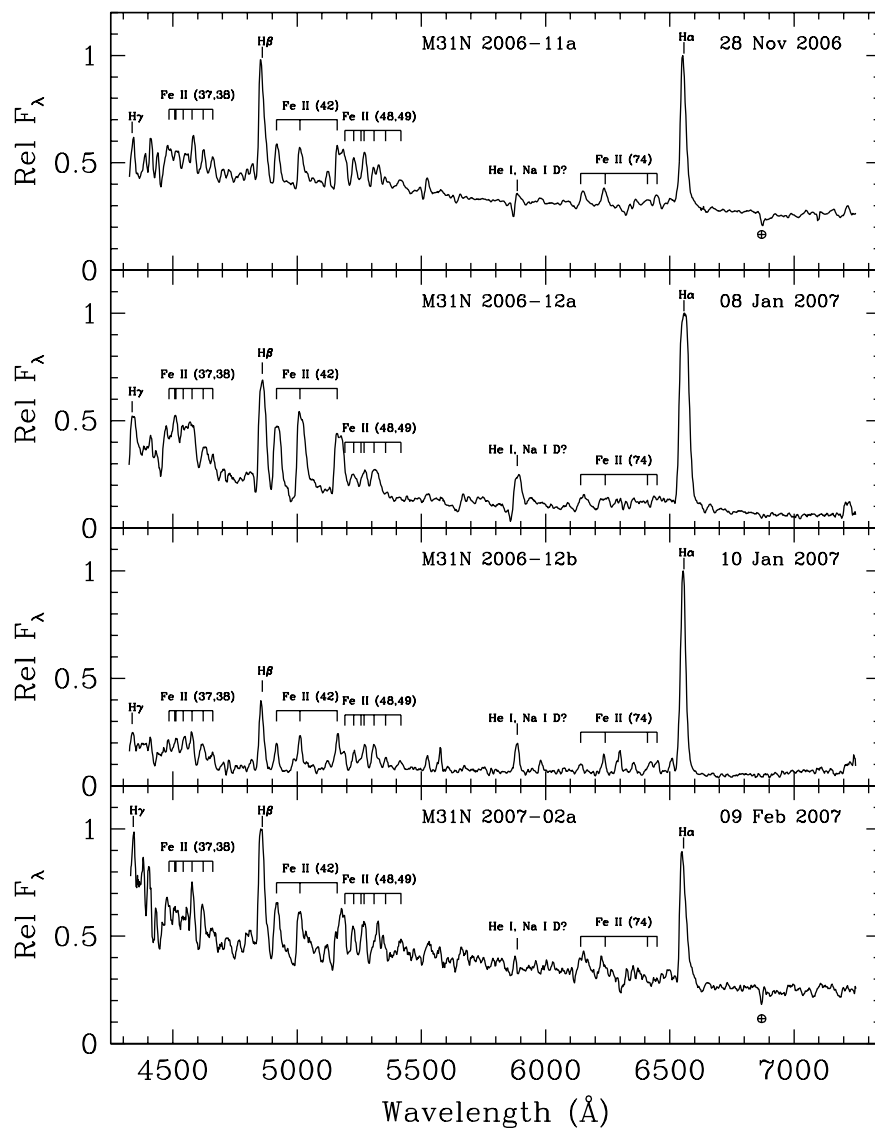 M31N 2006-11a 28 Nov 2006
Hγ
Fe II (37,38)
Hβ
Fe II (42)
Fe II (48,49)
He I, Na I D?
Fe II (74)
Hα
⊕
1
0.5
0
Rel Fλ
M31N 2006-12a 08 Jan 2007
Hγ
Fe II (37,38)
Hβ
Fe II (42)
Fe II (48,49)
He I, Na I D?
Fe II (74)
Hα
1
0.5
0
Rel Fλ
M31N 2006-12b 10 Jan 2007
Hγ
Fe II (37,38)
Hβ
Fe II (42)
Fe II (48,49)
He I, Na I D?
Fe II (74)
Hα
1
0.5
0
Rel Fλ
M31N 2007-02a 09 Feb 2007
Hγ
Fe II (37,38)
Hβ
Fe II (42)
Fe II (48,49)
He I, Na I D?
Fe II (74)
Hα
⊕
1
0.5
0
Rel Fλ
4500 5000 5500 6000 6500 7000
Wavelength (Å)